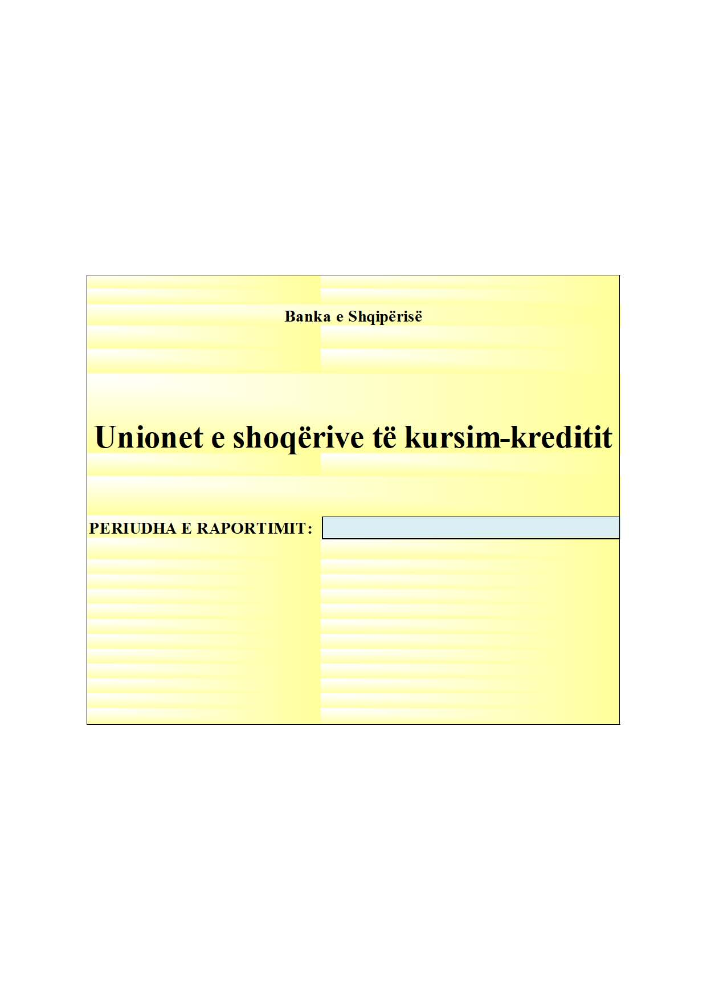 Banka e Shqipërisë
Unionet e shoqërive të kursim-kreditit
PERIUDHA E RAPORTIMIT: